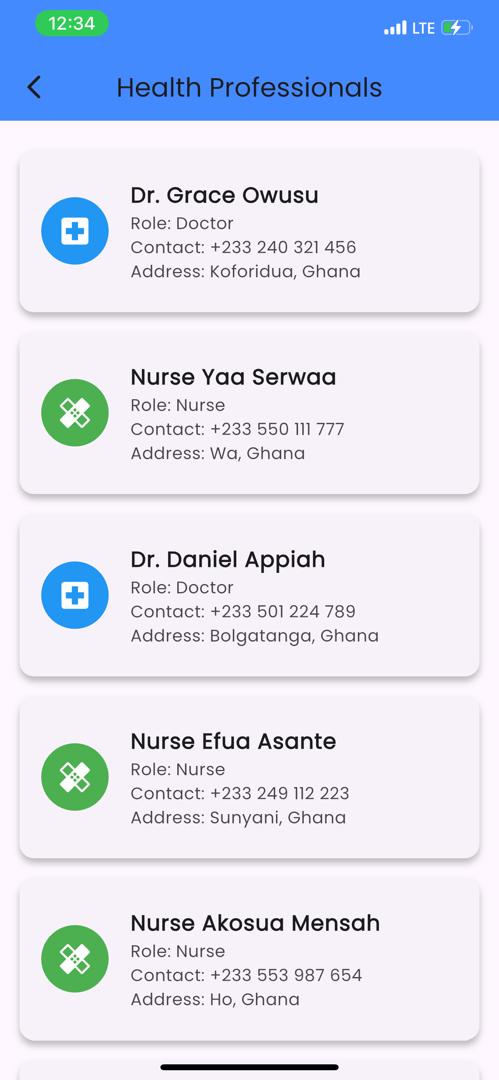 12:34
LTE
Health Professionals
Dr. Grace Owusu
Role: Doctor
Contact: +233 240 321 456
Address: Koforidua, Ghana
Nurse Yaa Serwaa
Role: Nurse
Contact: +233 550 111 777
Address: Wa, Ghana
Dr. Daniel Appiah
Role: Doctor
Contact: +233 501 224 789
Address: Bolgatanga, Ghana
Nurse Efua Asante
Role: Nurse
Contact: +233 249 112 223
Address: Sunyani, Ghana
Nurse Akosua Mensah
Role: Nurse
Contact: +233 553 987 654
Address: Ho, Ghana